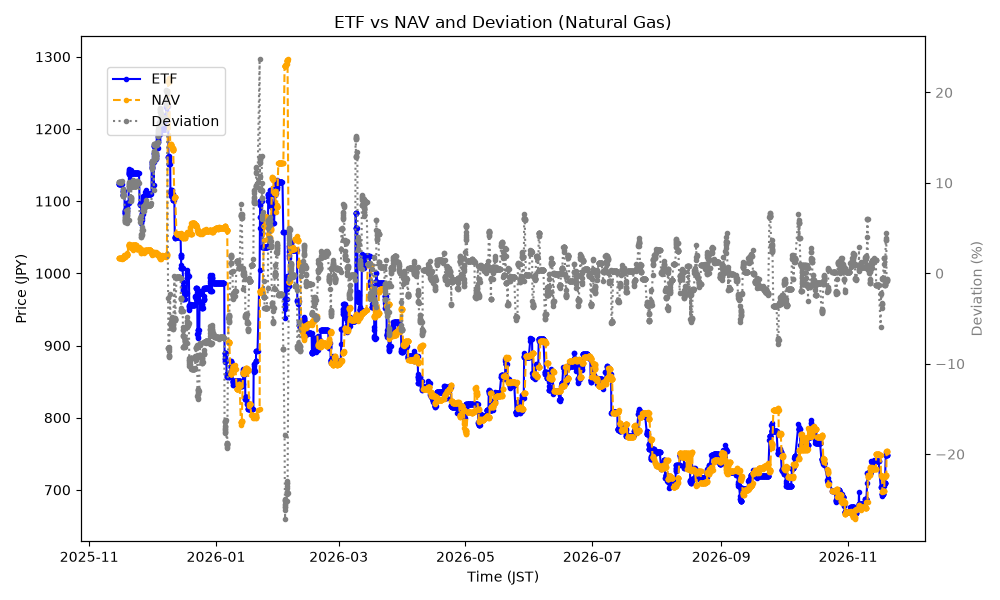 ETF vs NAV and Deviation (Natural Gas)
ETF
NAV
Deviation
Price (JPY)
1300
1200
1100
1000
900
800
700
20
10
0
−10
−20
Deviation (%)
2025-11
2026-01
2026-03
2026-05
2026-07
2026-09
2026-11
Time (JST)